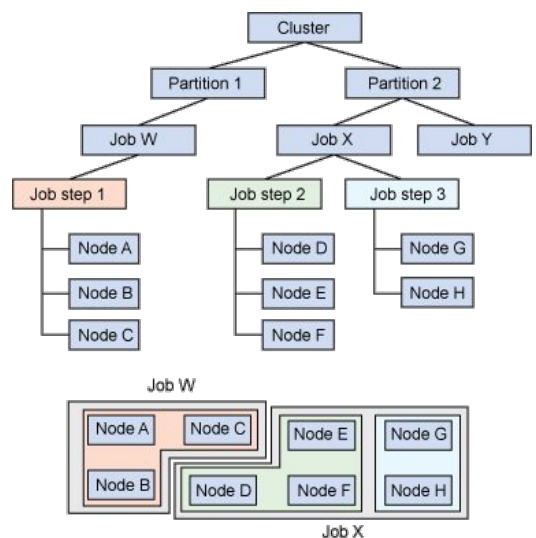 Cluster
Partition 1 Partition 2
Job W Job X Job Y
Job step 1 Job step 2 Job step 3
Node A Node D Node G
Node B Node E Node H
Node C Node F
Job W
Node A Node C Node E Node G
Node B Node D Node F Node H
Job X